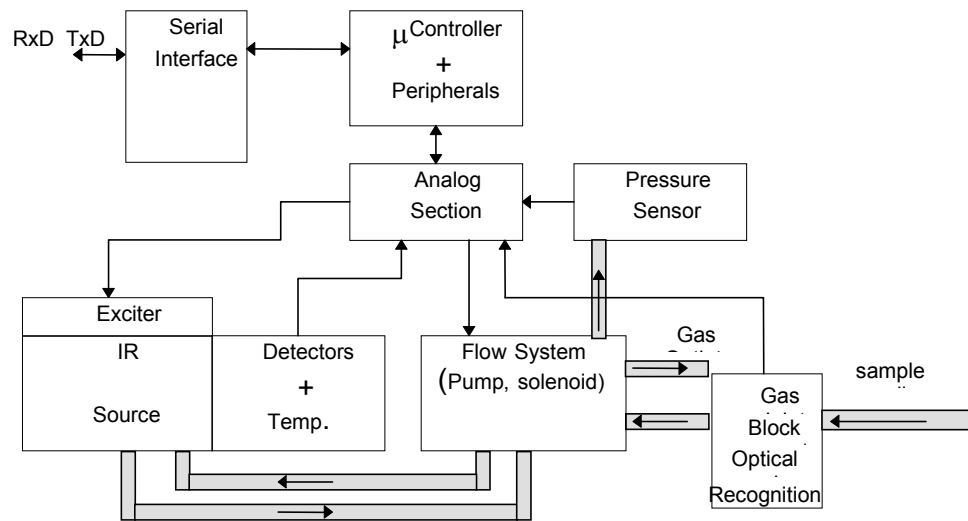 RxD TxD
Serial
Interface
μController
+
Peripherals
Analog
Section
Pressure
Sensor
Exciter
IR
Source
Detectors
+
Temp.
Flow System
(Pump, solenoid)
Gas
sample
Gas
Block
Optical
Recognition